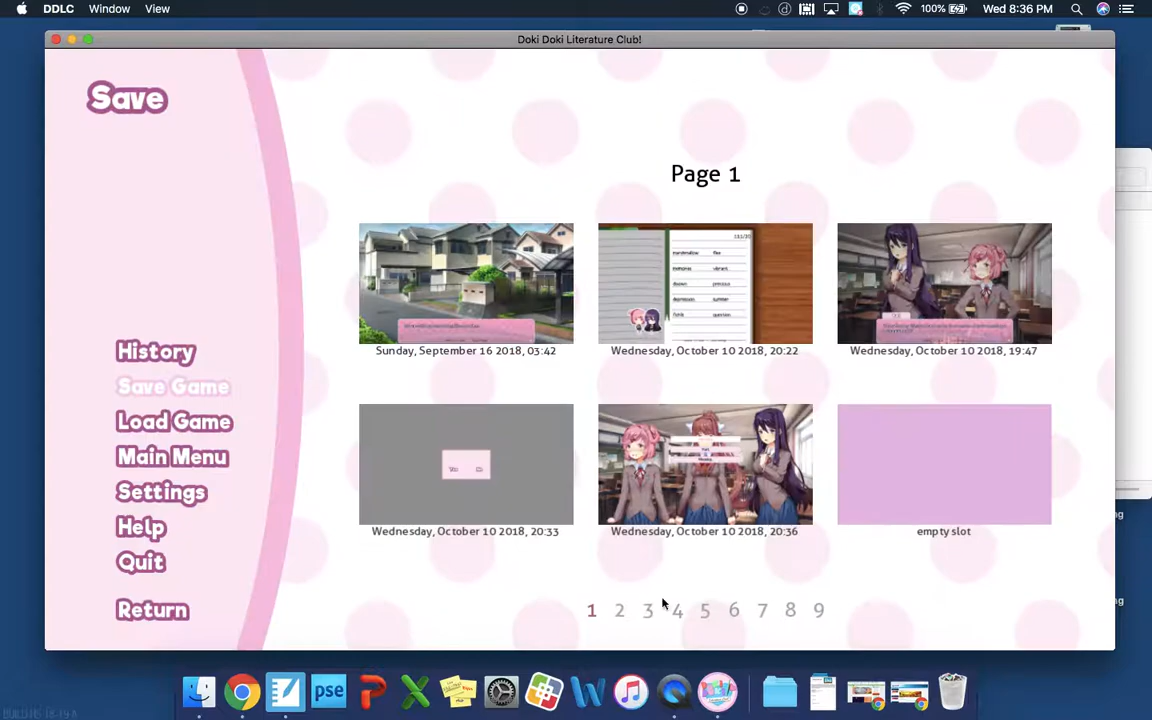 DDLC Window View 100% Wed 8:36 PM
Doki Doki Literature Club!
Save
Page 1
Sunday, September 16 2018, 03:42
Wednesday, October 10 2018, 20:22
Wednesday, October 10 2018, 19:47
History
Save Game
Load Game
Main Menu
Settings
Help
Quit
Return
Wednesday, October 10 2018, 20:33
Wednesday, October 10 2018, 20:36
empty slot
1 2 3 4 5 6 7 8 9
pse